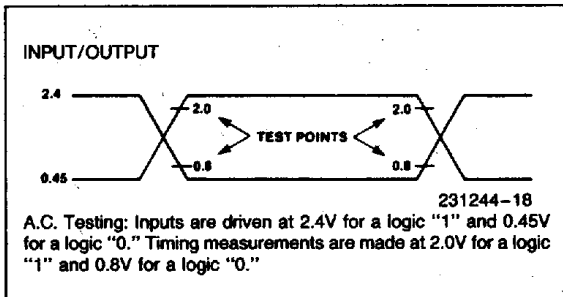 INPUT/OUTPUT
2.4
2.0
2.0
TEST POINTS
0.8
0.8
0.45
231244-18
A.C. Testing: Inputs are driven at 2.4V for a logic "1" and 0.45V
for a logic "0." Timing measurements are made at 2.0V for a logic
"1" and 0.8V for a logic "0."